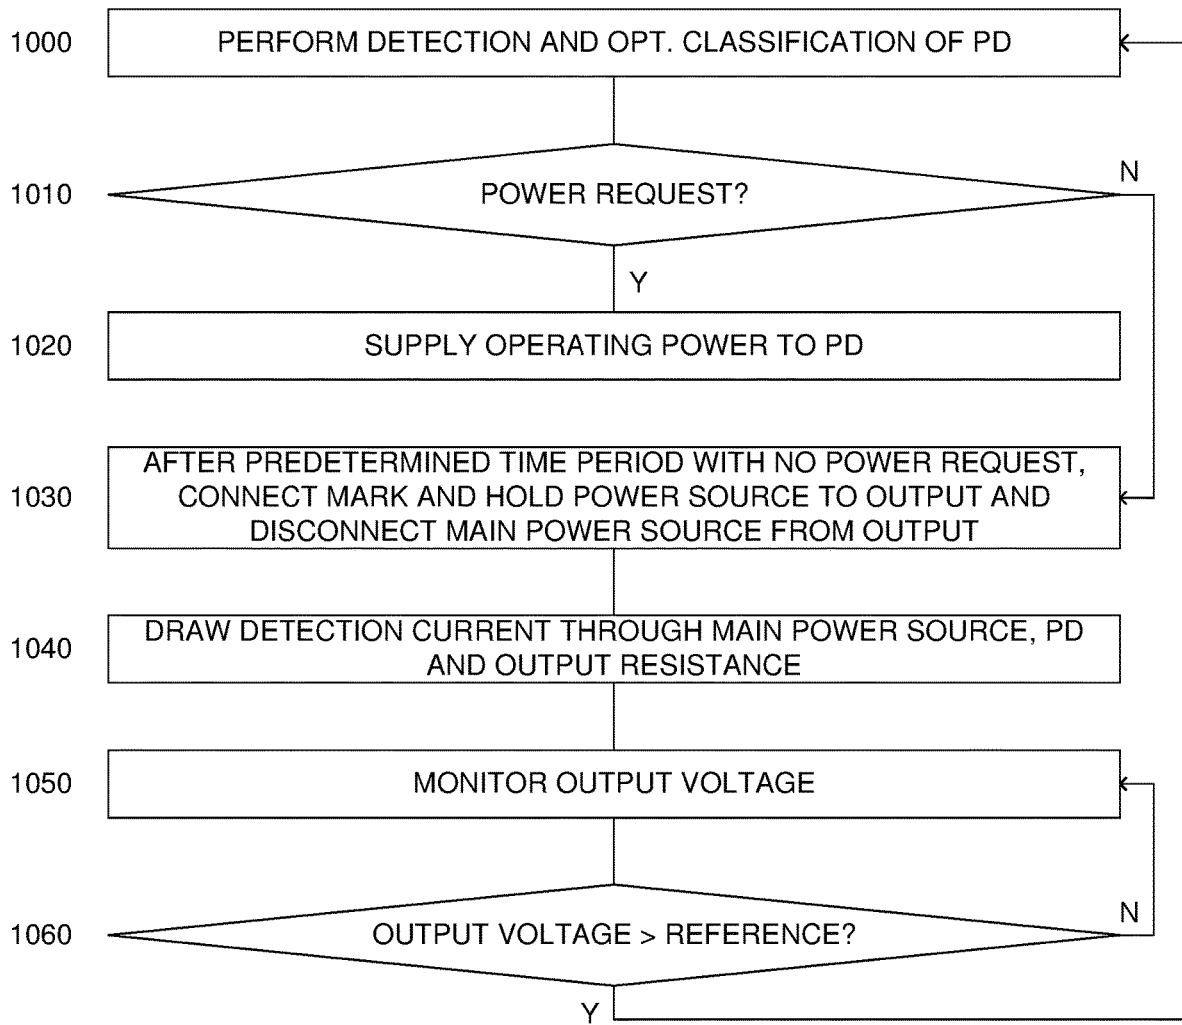 1000
PERFORM DETECTION AND OPT. CLASSIFICATION OF PD
1010
POWER REQUEST?
N
Y
1020
SUPPLY OPERATING POWER TO PD
1030
AFTER PREDETERMINED TIME PERIOD WITH NO POWER REQUEST,
CONNECT MARK AND HOLD POWER SOURCE TO OUTPUT AND
DISCONNECT MAIN POWER SOURCE FROM OUTPUT
1040
DRAW DETECTION CURRENT THROUGH MAIN POWER SOURCE, PD
AND OUTPUT RESISTANCE
1050
MONITOR OUTPUT VOLTAGE
1060
OUTPUT VOLTAGE > REFERENCE?
N
Y